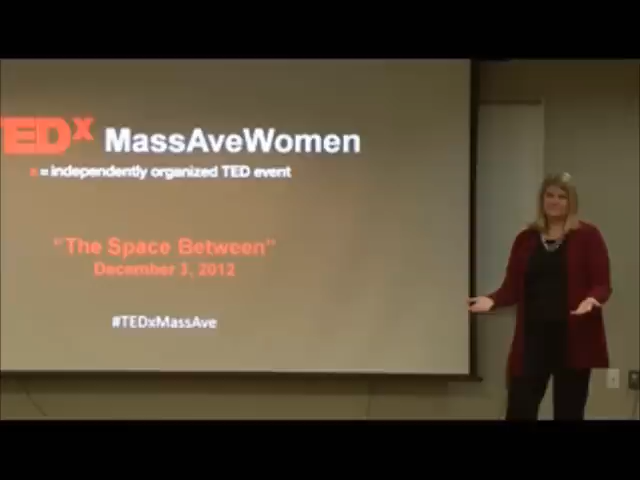 TEDx MassAveWomen
x = independently organized TED event
"The Space Between"
December 3, 2012
#TEDxMassAve